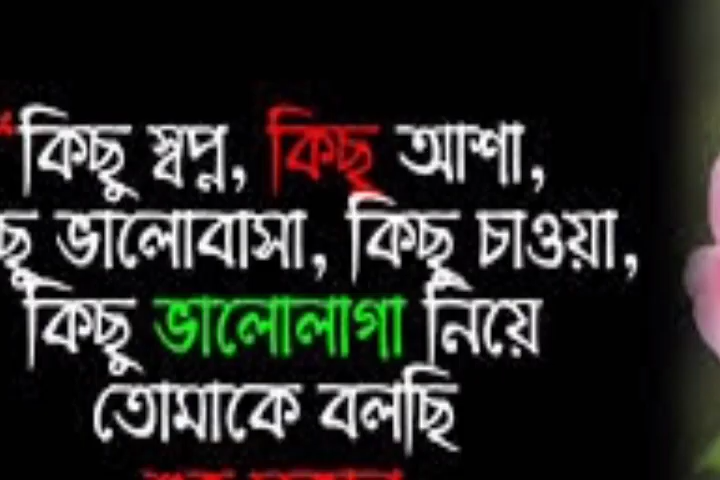 “কিছু স্বপ্ন, কিছু আশা,
ভালোবাসা, কিছু চাওয়া,
কিছু ভালোলাগা নিয়ে
তোমাকে বলছি